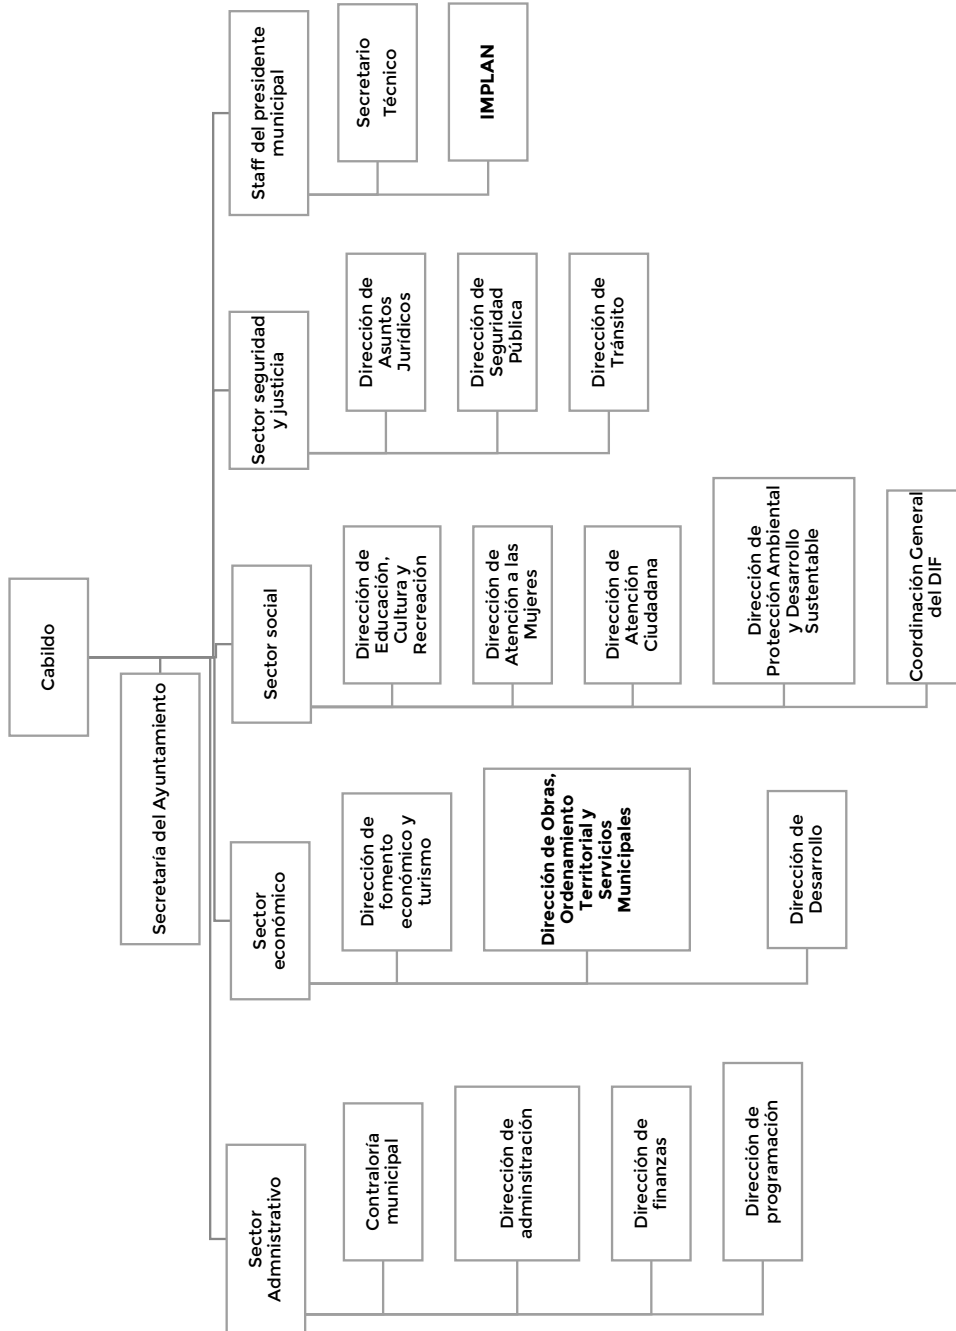 Cabildo
Secretaría del Ayuntamiento
Sector
Admnistrativo
Contraloría
municipal
Dirección de
adminsitración
Dirección de
finanzas
Dirección de
programación
Sector
económico
Dirección de
fomento
económico y
turismo
Dirección de Obras,
Ordenamiento
Territorial y
Servicios
Municipales
Dirección de
Desarrollo
Sector social
Dirección de
Educación,
Cultura y
Recreación
Dirección de
Atención a las
Mujeres
Dirección de
Atención
Ciudadana
Dirección de
Protección Ambiental
y Desarrollo
Sustentable
Coordinación General
del DIF
Sector seguridad
y justicia
Dirección de
Asuntos
Jurídicos
Dirección de
Seguridad
Pública
Dirección de
Tránsito
Staff del presidente
municipal
Secretario
Técnico
IMPLAN